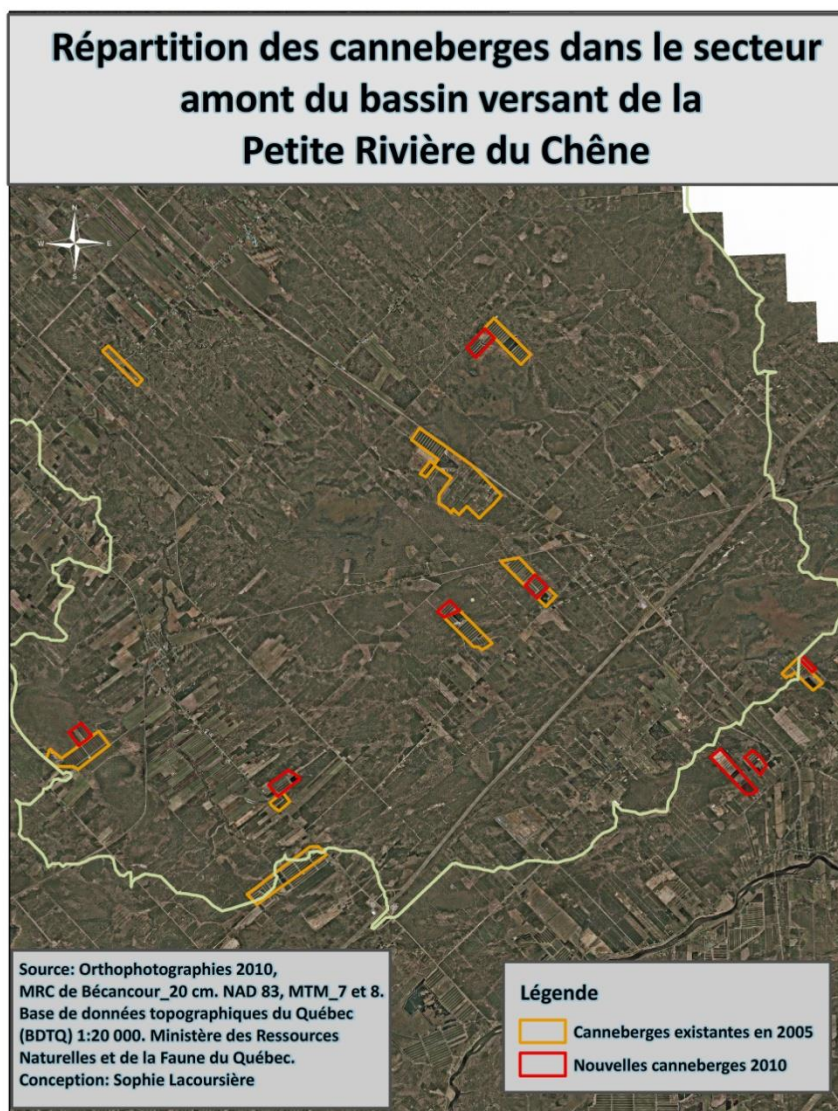 Répartition des canneberges dans le secteur
amont du bassin versant de la
Petite Rivière du Chêne
N
W
E
S
Source: Orthophotographies 2010,
MRC de Bécancour_20 cm. NAD 83, MTM_7 et 8.
Base de données topographiques du Québec
(BDTQ) 1:20 000. Ministère des Ressources
Naturelles et de la Faune du Québec.
Conception: Sophie Lacoursière
Légende
Canneberges existantes en 2005
Nouvelles canneberges 2010